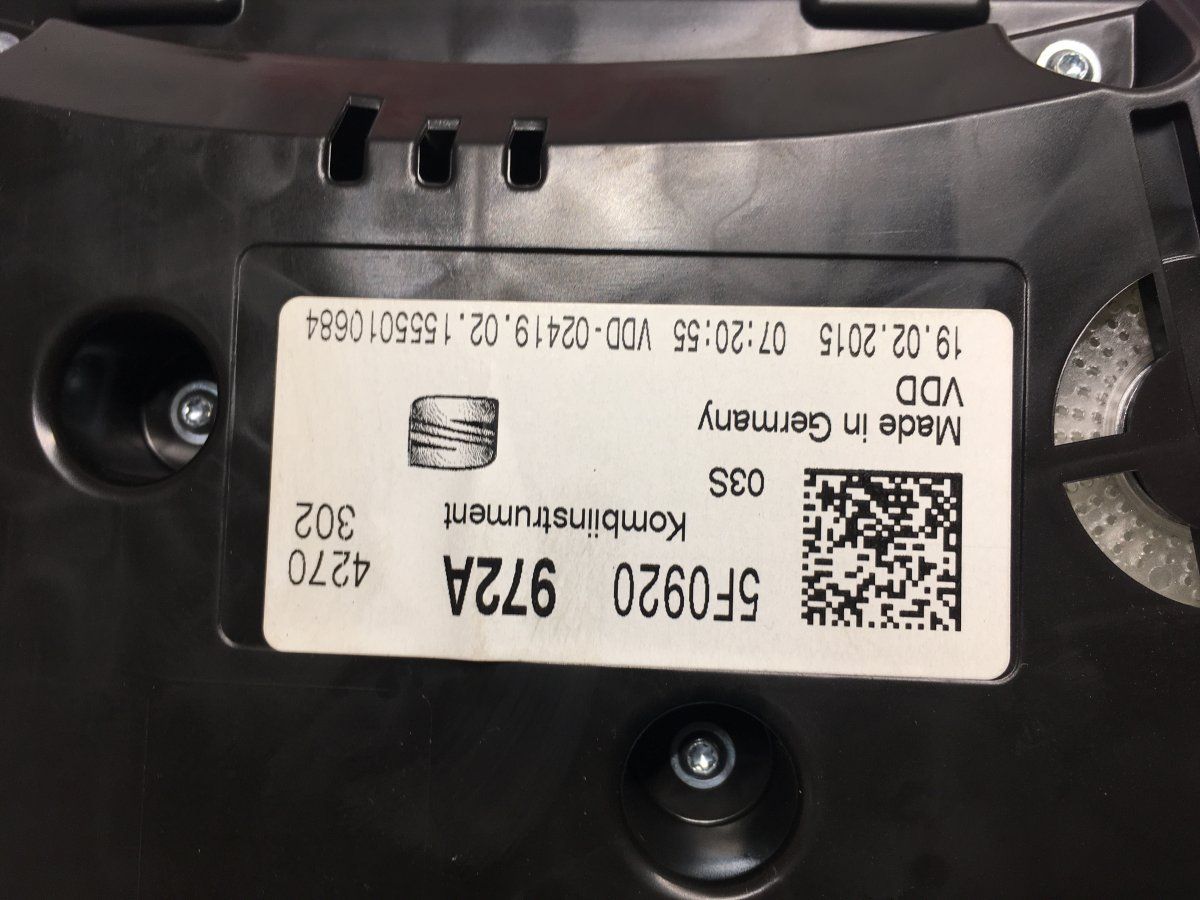 5F0920 972A 4270
Kombiinstrument 302
03S
Made in Germany
VDD
19.02.2015 07:20:55 VDD-02419.02.1555010684